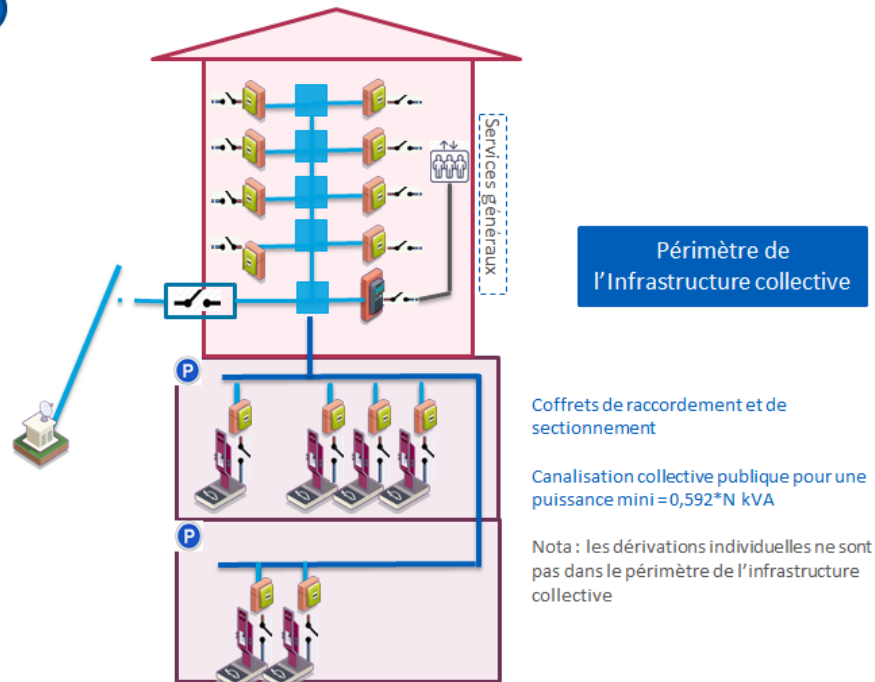 Services généraux
Périmètre de
l'Infrastructure collective
P
Coffrets de raccordement et de
sectionnement
Canalisation collective publique pour une
puissance mini = 0,592*N kVA
P
Nota : les dérivations individuelles ne sont
pas dans le périmètre de l'infrastructure
collective